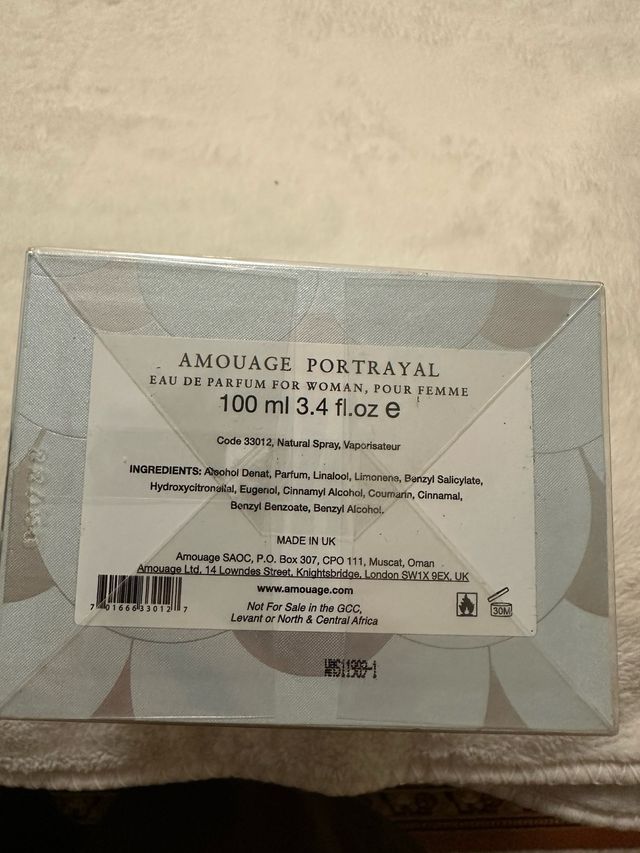 AMOUAGE PORTRAYAL
EAU DE PARFUM FOR WOMAN, POUR FEMME
100 ml 3.4 fl.oz e
Code 33012, Natural Spray, Vaporisateur
INGREDIENTS: Alcohol Denat, Parfum, Linalool, Limonene, Benzyl Salicylate,
Hydroxycitronellal, Eugenol, Cinnamyl Alcohol, Coumarin, Cinnamal,
Benzyl Benzoate, Benzyl Alcohol.
MADE IN UK
Amouage SAOC, P.O. Box 307, CPO 111, Muscat, Oman
Amouage Ltd, 14 Lowndes Street, Knightsbridge, London SW1X 9EX, UK
www.amouage.com
7 01666 33012 7
Not For Sale in the GCC,
Levant or North & Central Africa
30M